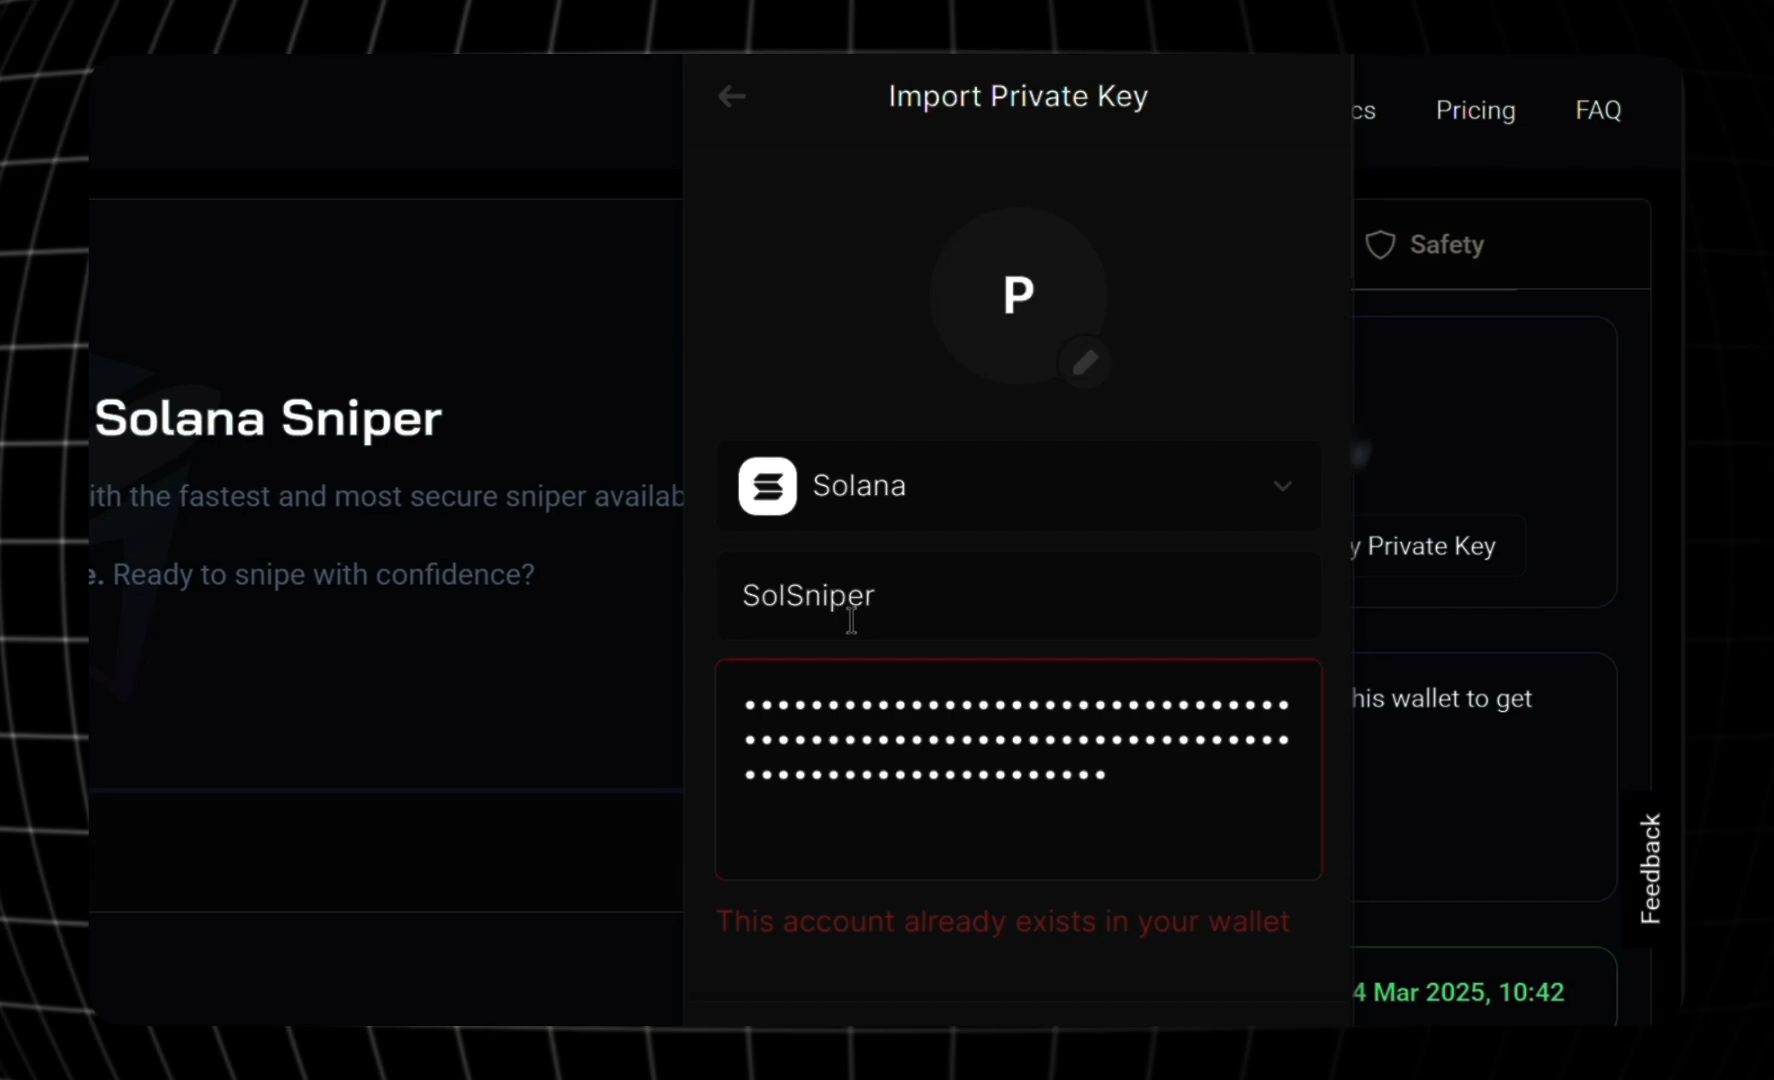 Import Private Key
cs
Pricing
FAQ
Safety
P
Solana Sniper
ith the fastest and most secure sniper availab
e. Ready to snipe with confidence?
Solana
SolSniper
y Private Key
his wallet to get
This account already exists in your wallet
Feedback
4 Mar 2025, 10:42